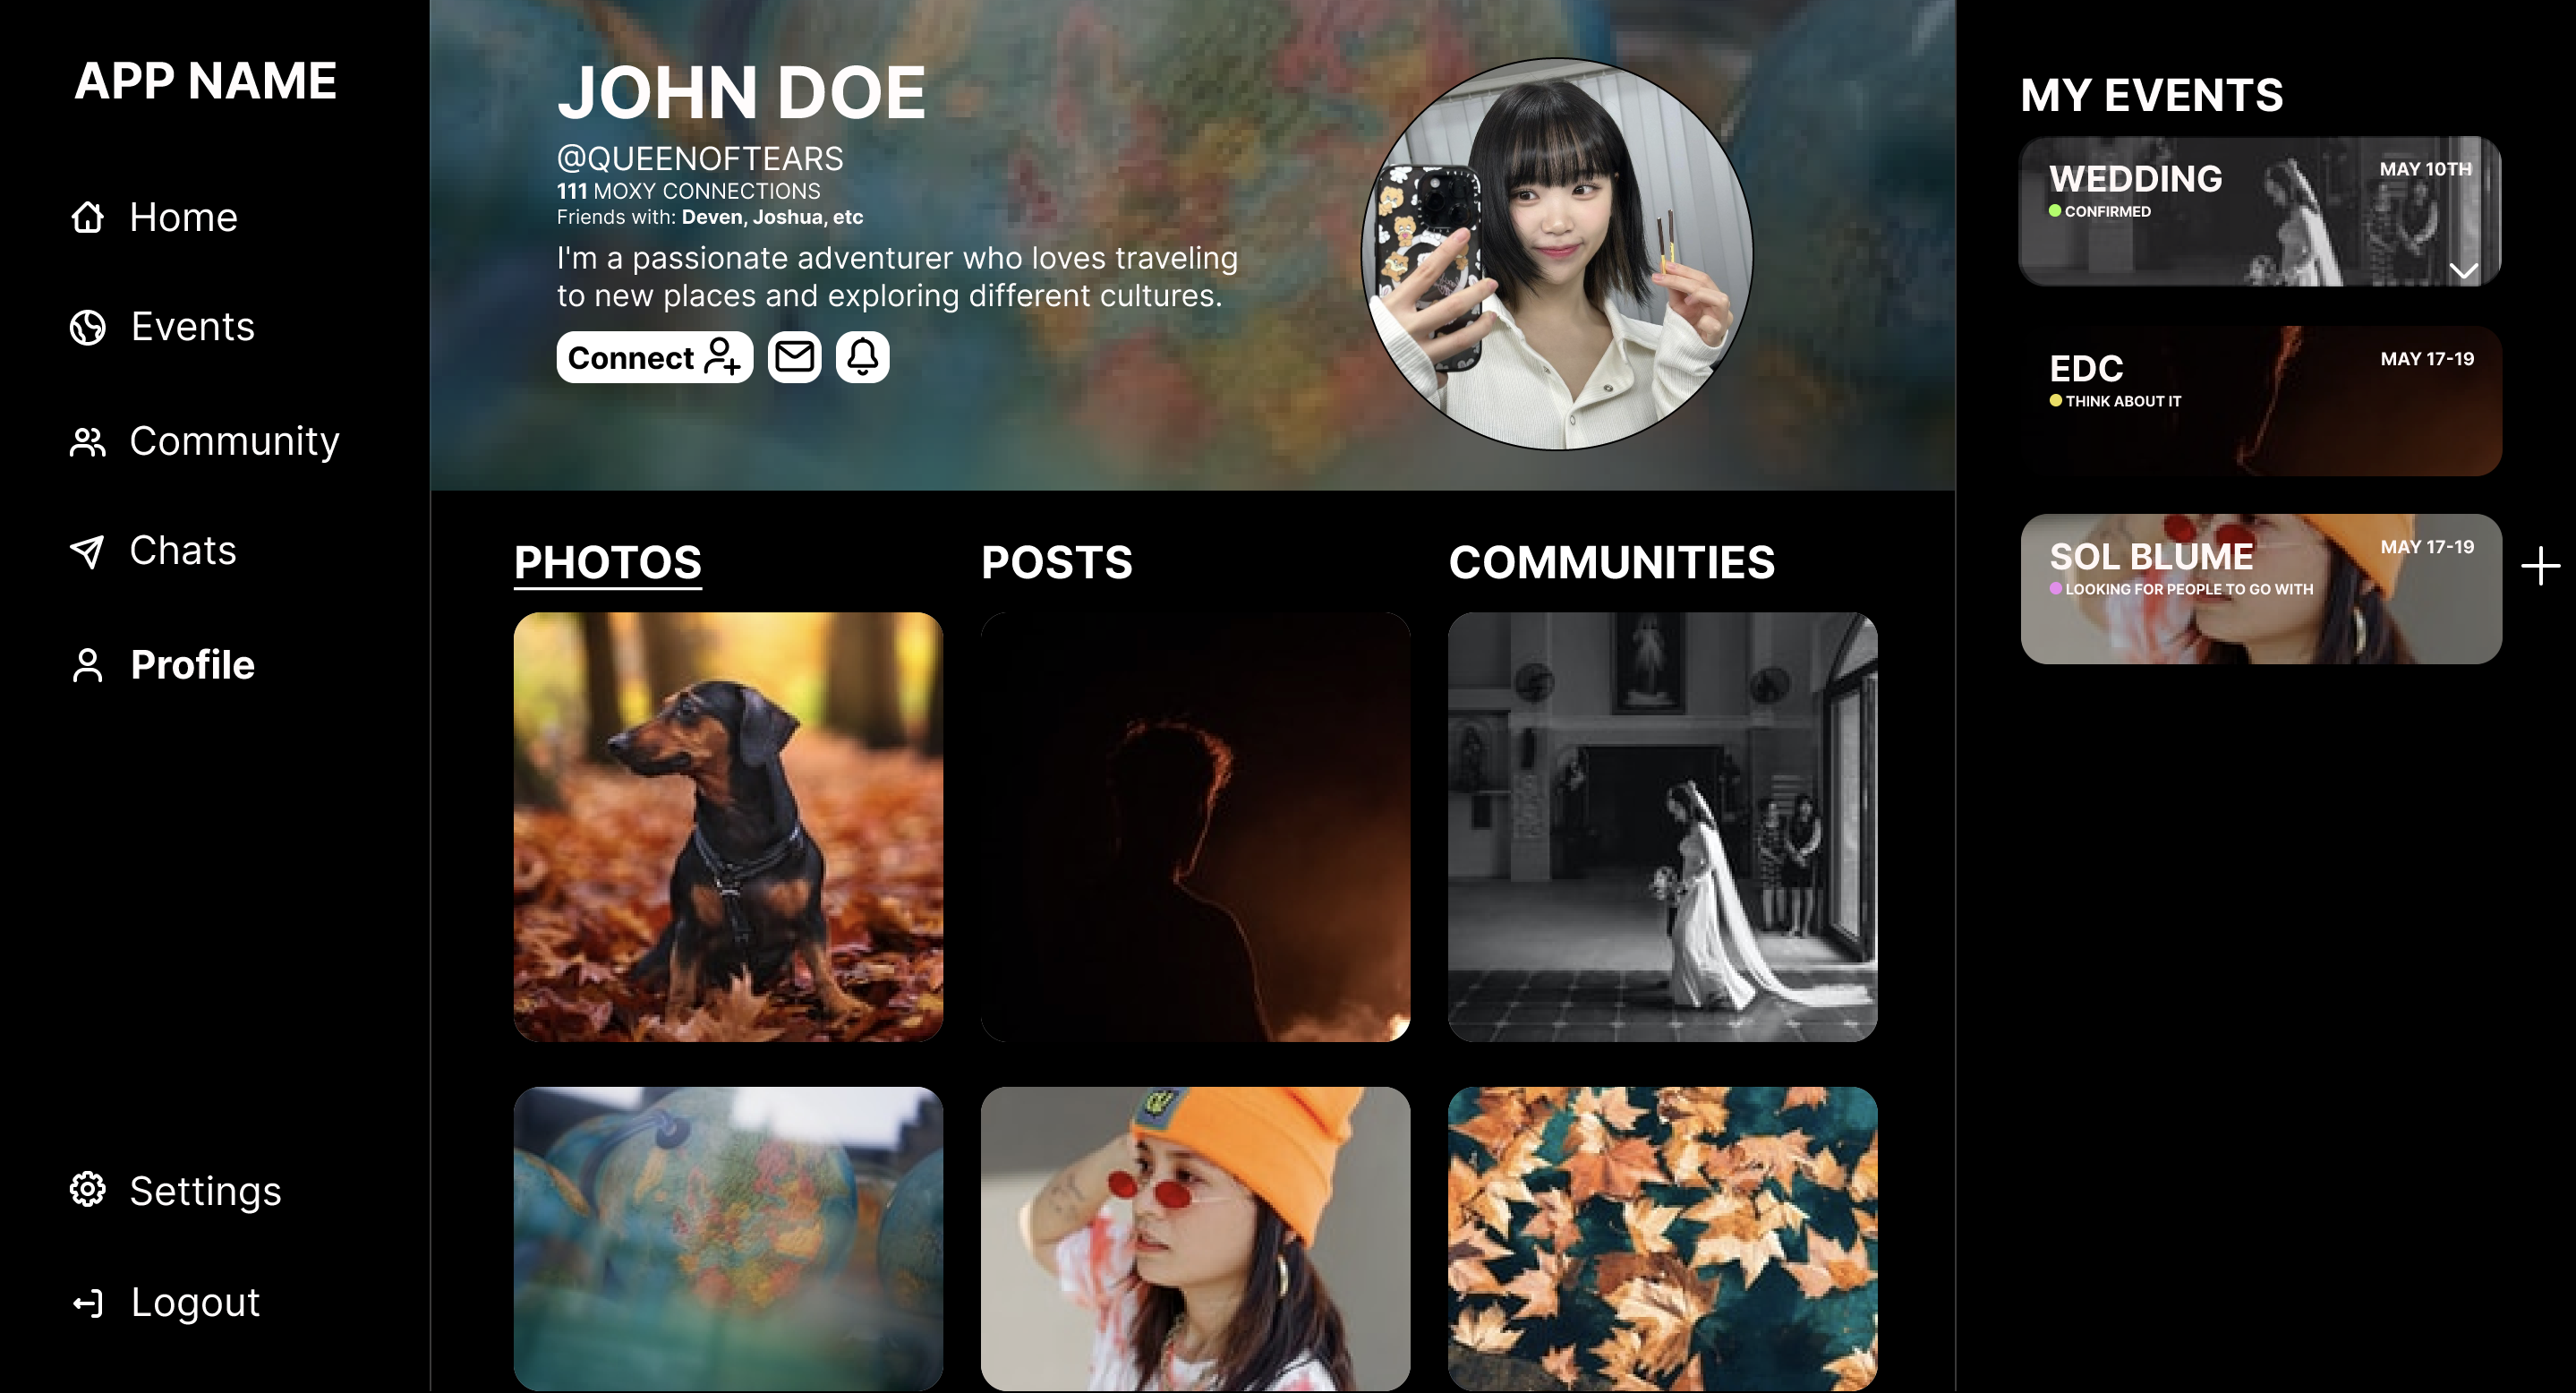 APP NAME
Home
Events
Community
Chats
Profile
Settings
Logout
JOHN DOE
@QUEENOFTEARS
111 MOXY CONNECTIONS
Friends with: Deven, Joshua, etc
I'm a passionate adventurer who loves traveling
to new places and exploring different cultures.
Connect
PHOTOS
POSTS
COMMUNITIES
MY EVENTS
WEDDING
MAY 10TH
CONFIRMED
EDC
MAY 17-19
THINK ABOUT IT
SOL BLUME
MAY 17-19
LOOKING FOR PEOPLE TO GO WITH